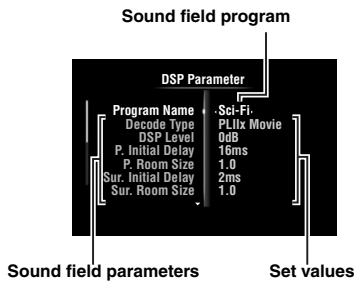 Sound field program
DSP Parameter
Program Name Sci-Fi
Decode Type PLIIx Movie
DSP Level 0dB
P. Initial Delay 16ms
P. Room Size 1.0
Sur. Initial Delay 2ms
Sur. Room Size 1.0
Sound field parameters Set values